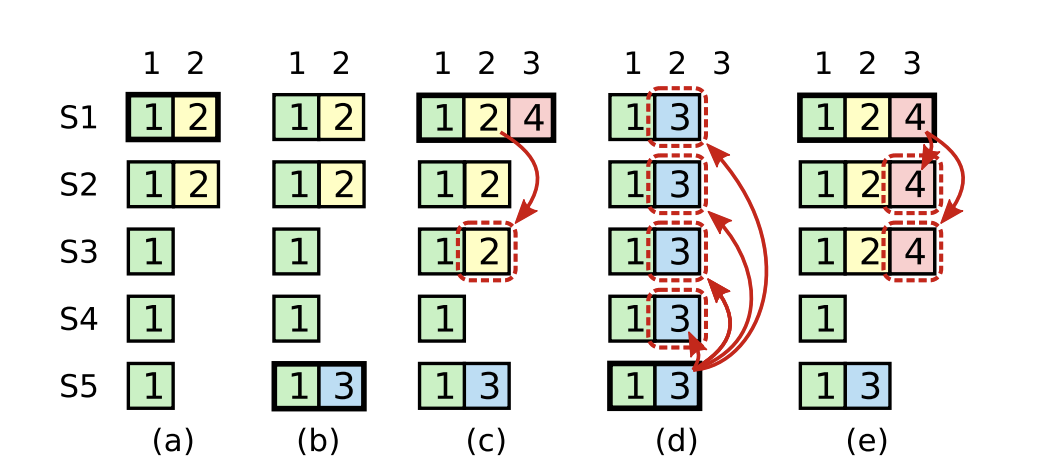 1 2 1 2 1 2 3 1 2 3 1 2 3
S1 1 2 1 2 1 2 4 1 3 1 2 4
S2 1 2 1 2 1 2 1 3 1 2 4
S3 1 1 1 2 1 3 1 2 4
S4 1 1 1 1 3 1
S5 1 1 3 1 3 1 3 1 3
(a) (b) (c) (d) (e)